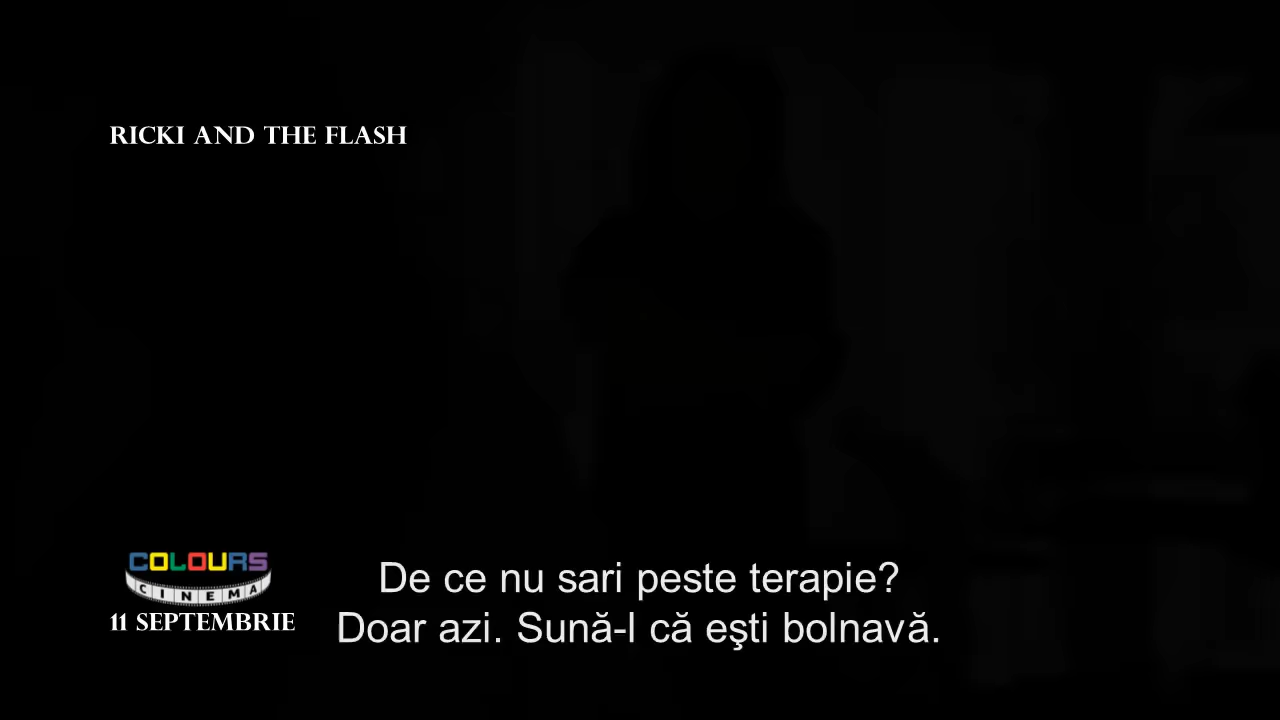 RICKI AND THE FLASH
COLOURS
CINEMA
11 SEPTEMBRIE
De ce nu sari peste terapie?
Doar azi. Sună-l că eşti bolnavă.